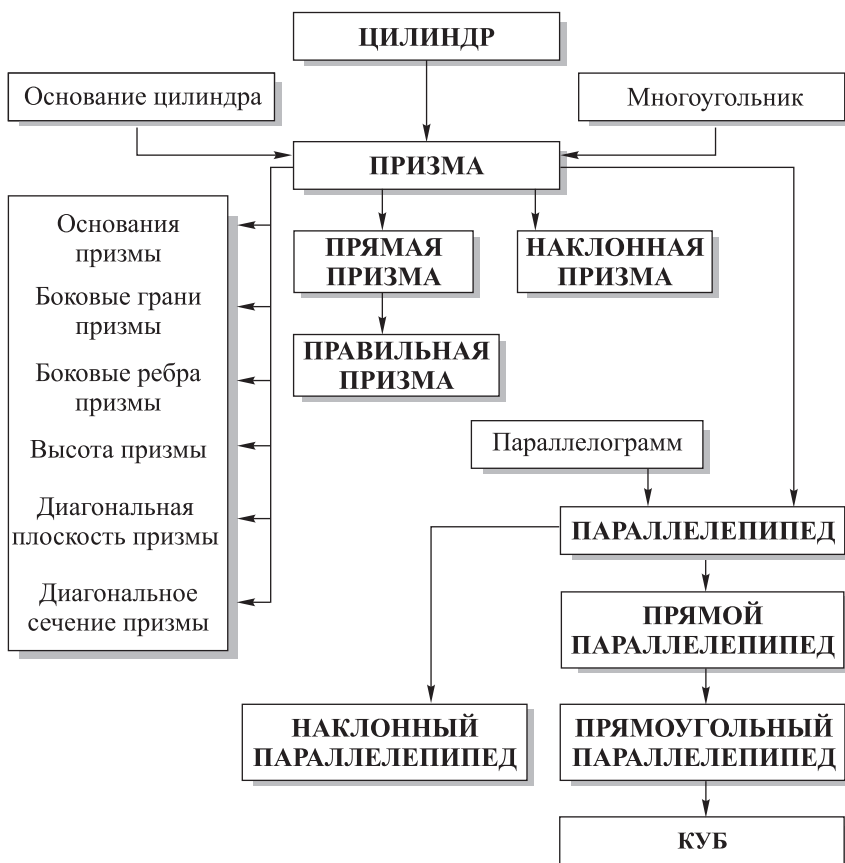 ЦИЛИНДР
Основание цилиндра
Многоугольник
ПРИЗМА
Основания
призмы
Боковые грани
призмы
Боковые ребра
призмы
Высота призмы
Диагональная
плоскость призмы
Диагональное
сечение призмы
ПРЯМАЯ
ПРИЗМА
НАКЛОННАЯ
ПРИЗМА
ПРАВИЛЬНАЯ
ПРИЗМА
Параллелограмм
ПАРАЛЛЕЛЕПИПЕД
ПРЯМОЙ
ПАРАЛЛЕЛЕПИПЕД
НАКЛОННЫЙ
ПАРАЛЛЕЛЕПИПЕД
ПРЯМОУГОЛЬНЫЙ
ПАРАЛЛЕЛЕПИПЕД
КУБ